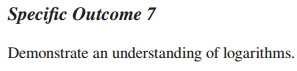 Specific Outcome 7
Demonstrate an understanding of logarithms.